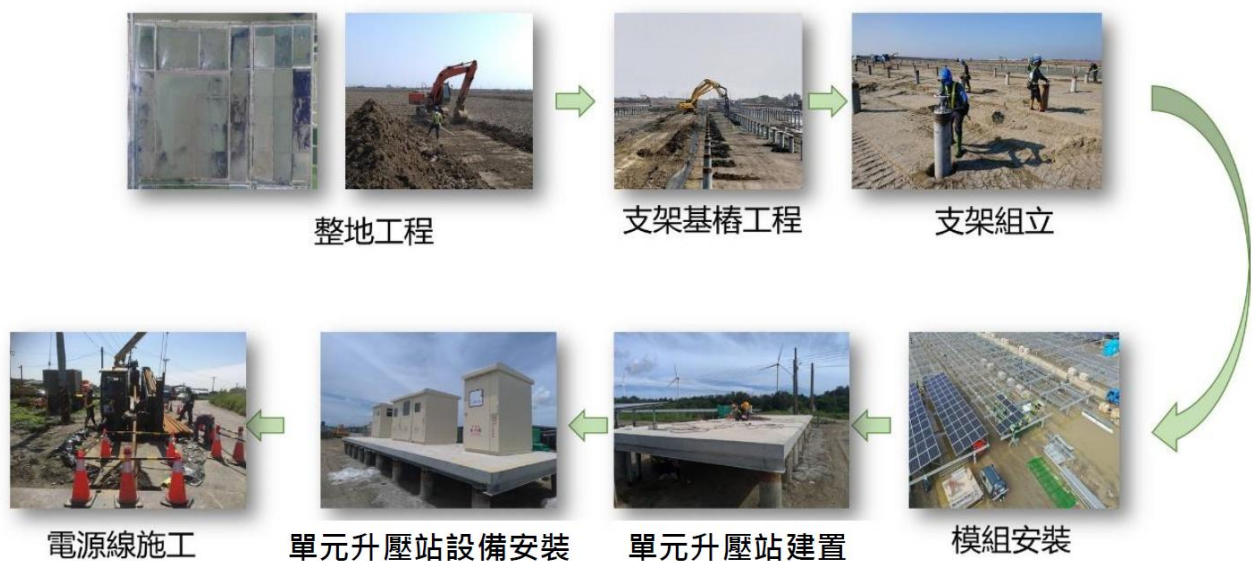 整地工程
支架基樁工程
支架組立
模組安裝
單元升壓站建置
單元升壓站設備安裝
電源線施工